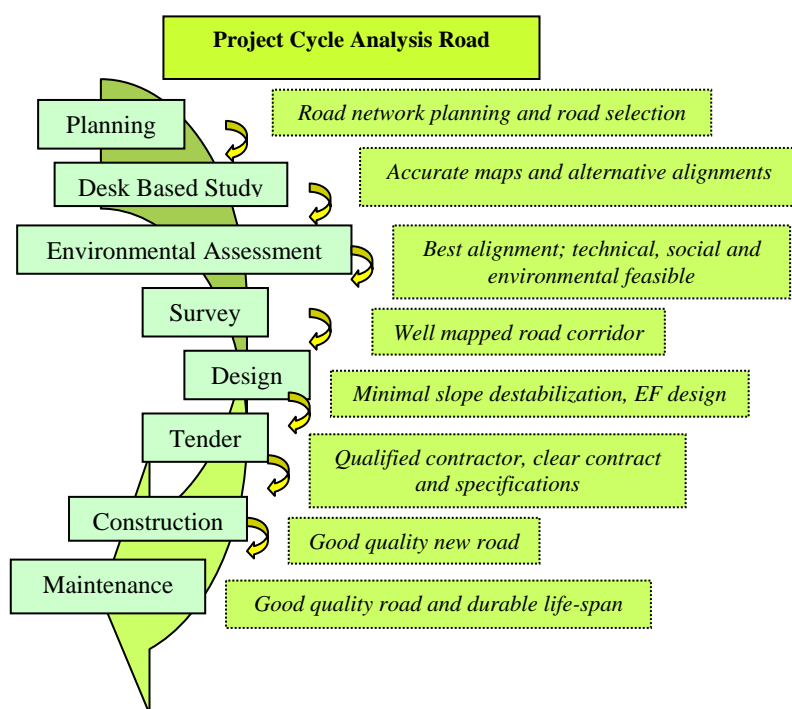 Project Cycle Analysis Road
Planning
Road network planning and road selection
Desk Based Study
Accurate maps and alternative alignments
Environmental Assessment
Best alignment; technical, social and
environmental feasible
Survey
Well mapped road corridor
Design
Minimal slope destabilization, EF design
Tender
Qualified contractor, clear contract
and specifications
Construction
Good quality new road
Maintenance
Good quality road and durable life-span